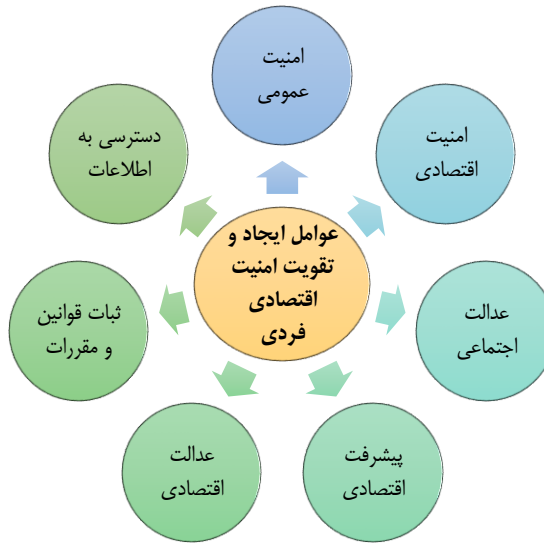 امنیت
عمومی
امنیت
اقتصادی
عدالت
اجتماعی
پیشرفت
اقتصادی
عدالت
اقتصادی
ثبات قوانین
و مقررات
دسترسی به
اطلاعات
عوامل ایجاد و
تقویت امنیت
اقتصادی
فردی